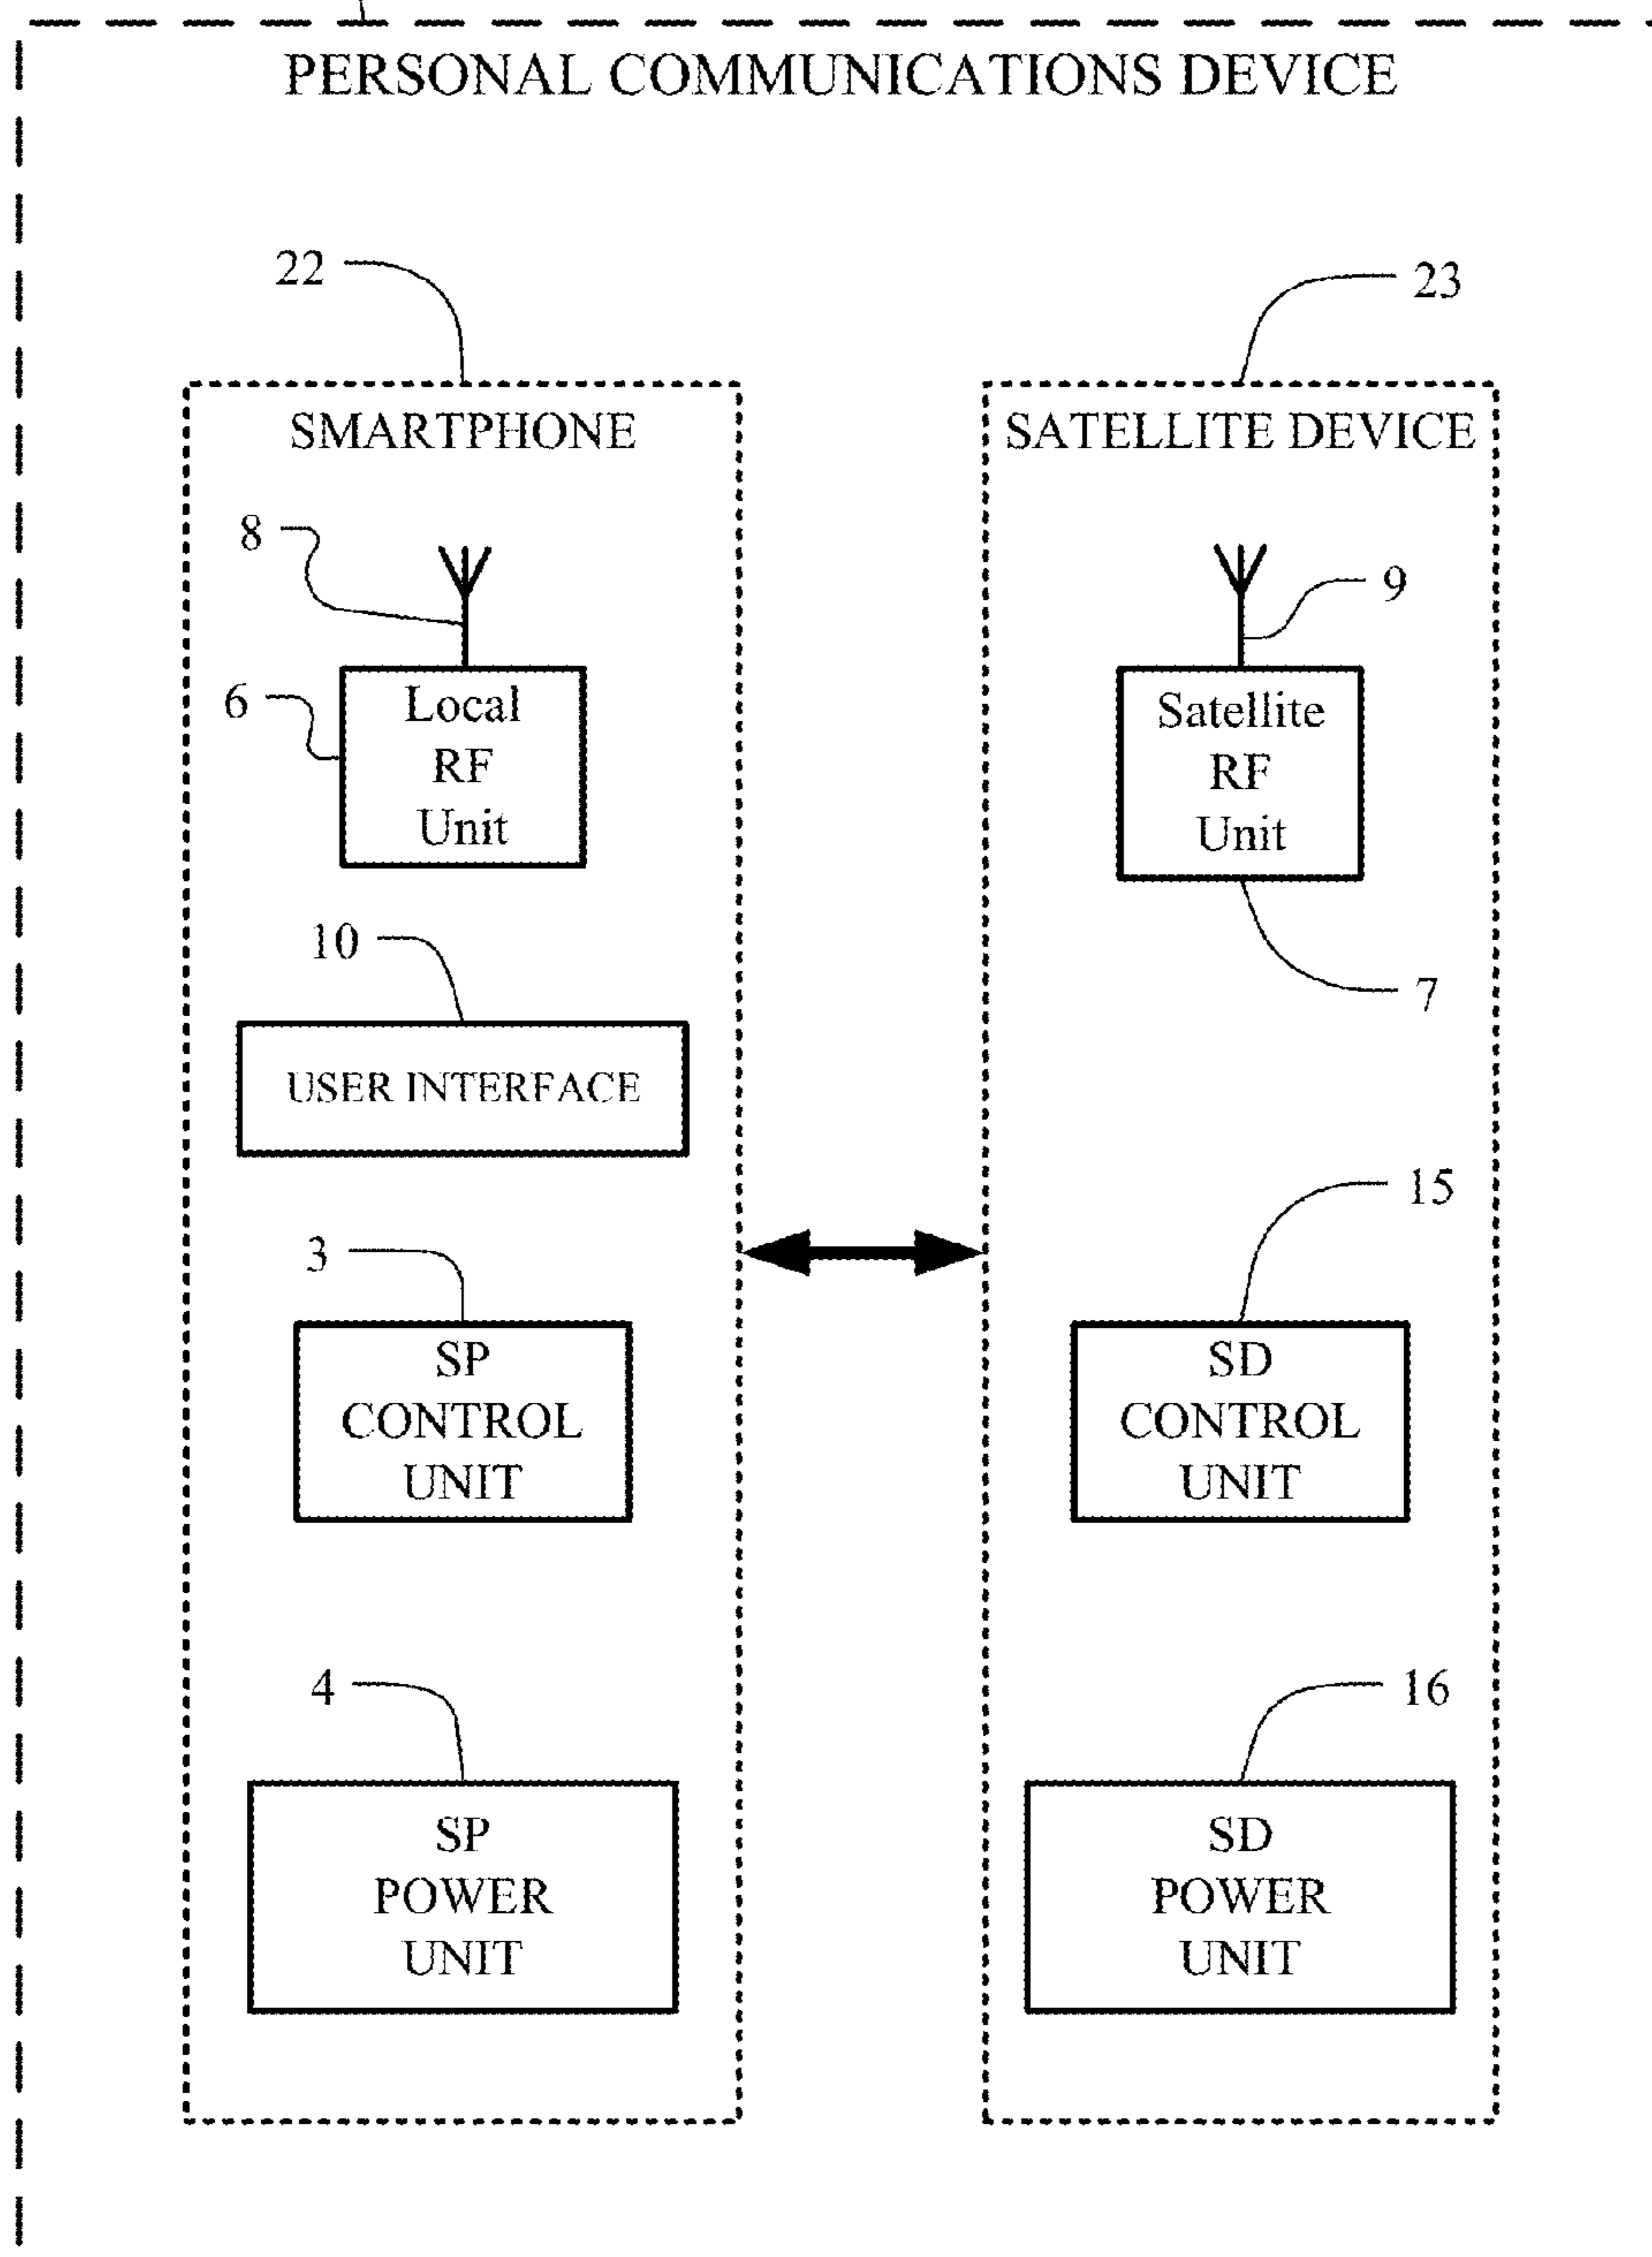 PERSONAL COMMUNICATIONS DEVICE
22
23
SMARTPHONE
SATELLITE DEVICE
8
9
6
Local
RF
Unit
Satellite
RF
Unit
10
7
USER INTERFACE
15
3
SP
CONTROL
UNIT
SD
CONTROL
UNIT
4
16
SP
POWER
UNIT
SD
POWER
UNIT